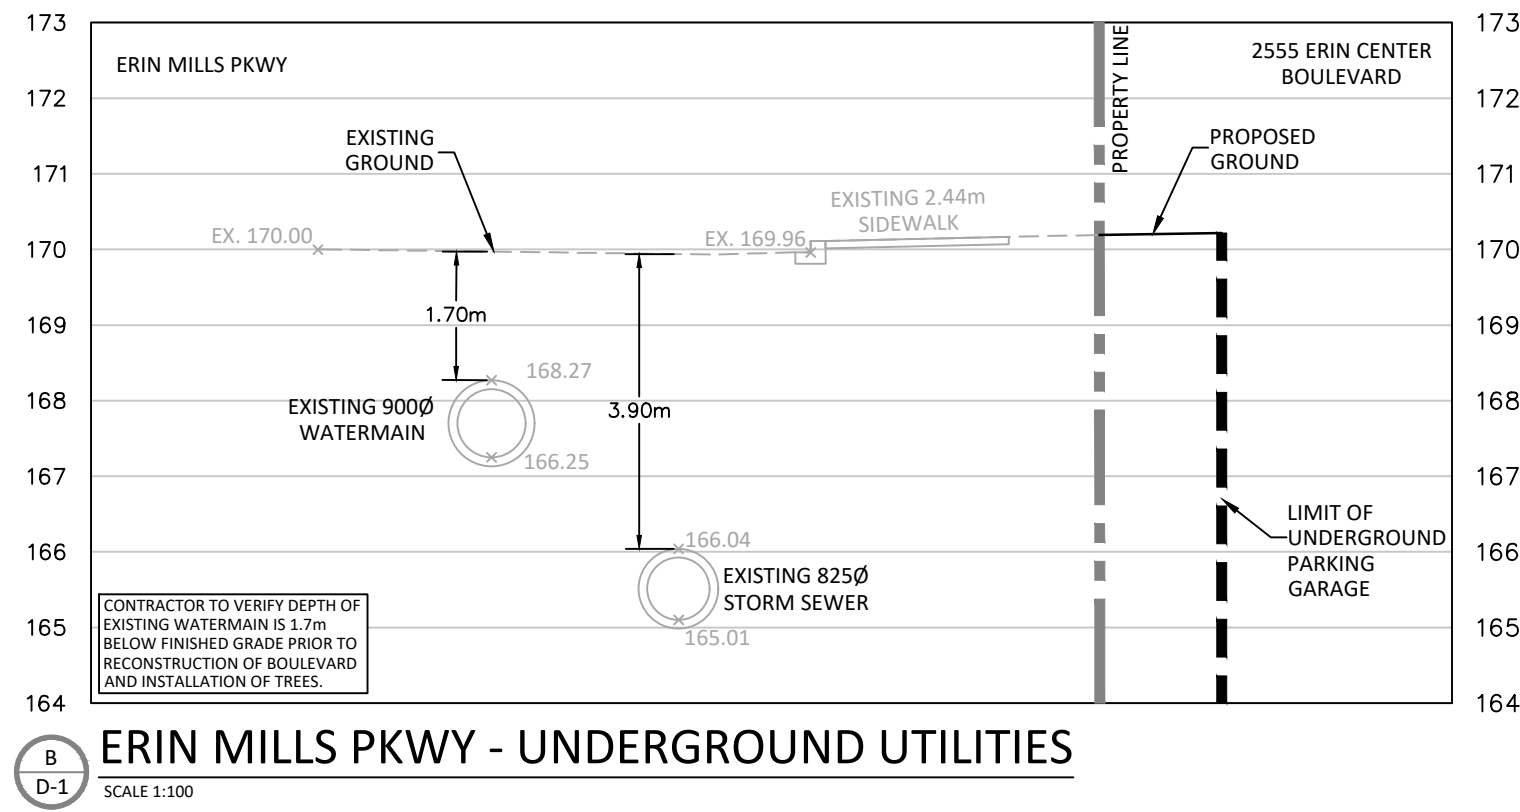 173
173
ERIN MILLS PKWY
PROPERTY LINE
2555 ERIN CENTER
BOULEVARD
172
172
EXISTING
GROUND
PROPOSED
GROUND
171
171
EXISTING 2.44m
SIDEWALK
EX. 170.00
EX. 169.96
170
170
1.70m
169
169
168.27
168
168
EXISTING 900Ø
WATERMAIN
3.90m
166.25
167
167
LIMIT OF
UNDERGROUND
PARKING
GARAGE
166.04
166
166
EXISTING 825Ø
STORM SEWER
165.01
165
165
CONTRACTOR TO VERIFY DEPTH OF
EXISTING WATERMAIN IS 1.7m
BELOW FINISHED GRADE PRIOR TO
RECONSTRUCTION OF BOULEVARD
AND INSTALLATION OF TREES.
164
164
B
D-1
ERIN MILLS PKWY - UNDERGROUND UTILITIES
SCALE 1:100